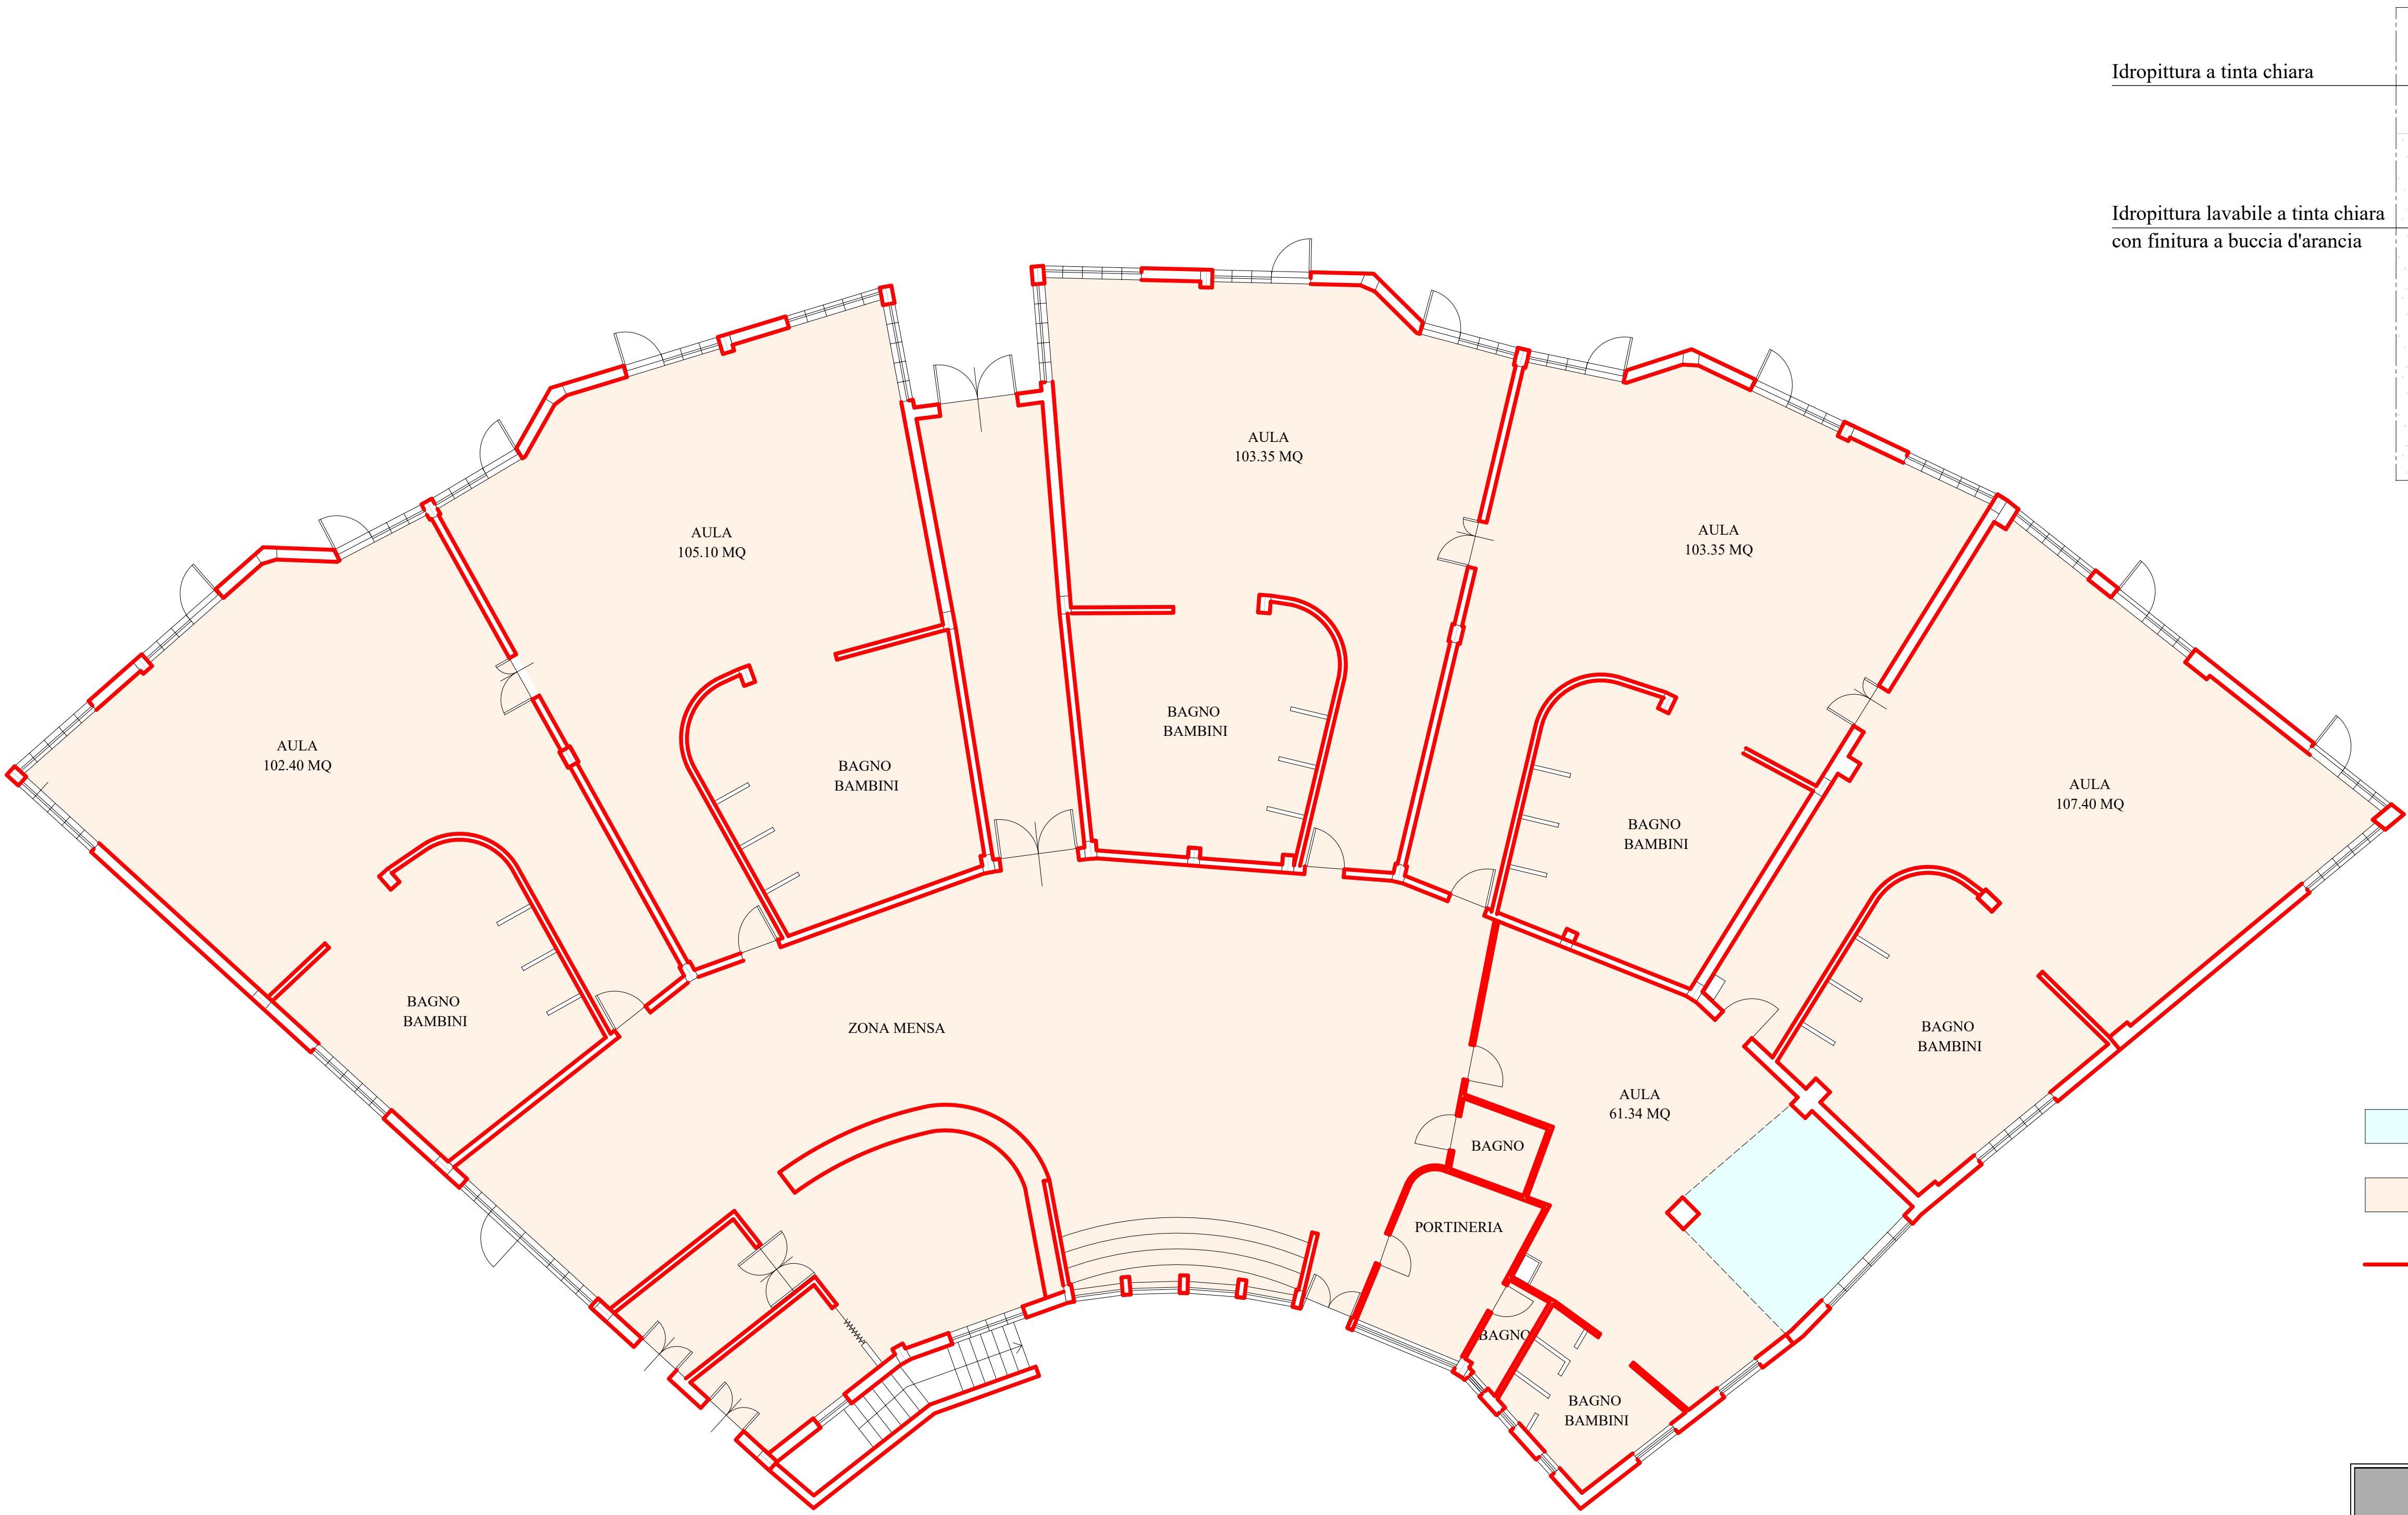 Idropittura a tinta chiara
Idropittura lavabile a tinta chiara
con finitura a buccia d'arancia
AULA
103.35 MQ
AULA
105.10 MQ
AULA
103.35 MQ
AULA
102.40 MQ
BAGNO
BAMBINI
BAGNO
BAMBINI
AULA
107.40 MQ
BAGNO
BAMBINI
BAGNO
BAMBINI
ZONA MENSA
BAGNO
BAMBINI
AULA
61.34 MQ
BAGNO
PORTINERIA
BAGNO
BAGNO
BAMBINI